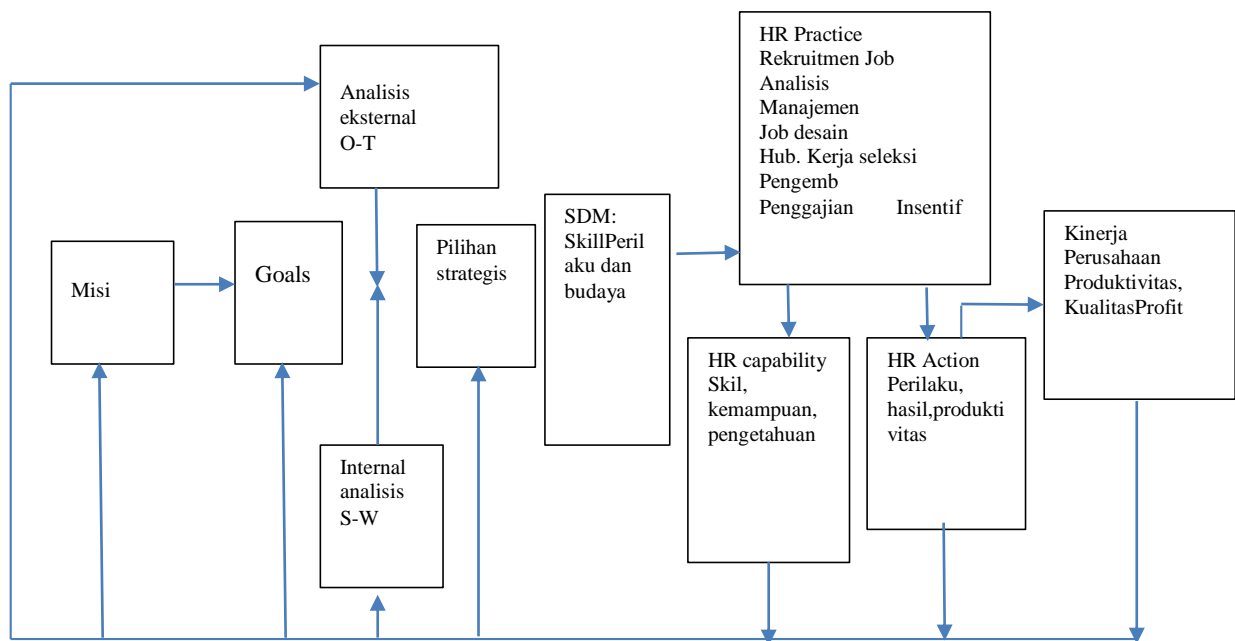 Misi
Goals
Analisis
eksternal
O-T
Internal
analisis
S-W
Pilihan
strategis
SDM:
SkillPeril
aku dan
budaya
HR Practice
Rekruitmen Job
Analisis
Manajemen
Job desain
Hub. Kerja seleksi
Pengemb
Penggajian Insentif
HR capability
Skil,
kemampuan,
pengetahuan
HR Action
Perilaku,
hasil,produkti
vitas
Kinerja
Perusahaan
Produktivitas,
KualitasProfit